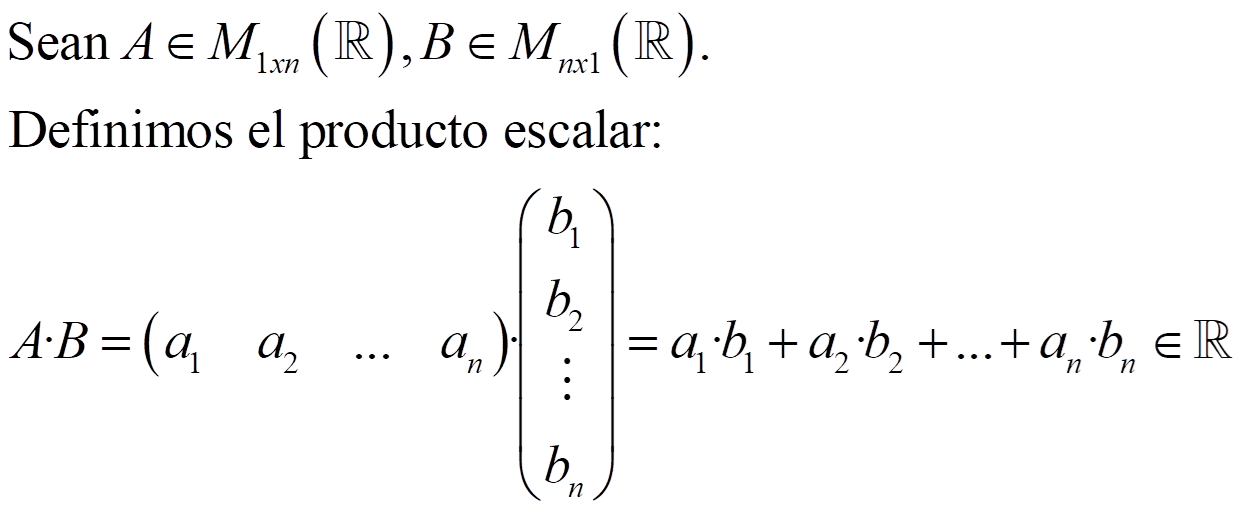 Sean A ∈ M₁ₓₙ (ℝ), B ∈ Mₙₓ₁ (ℝ).
Definimos el producto escalar:
A·B = (a₁ a₂ ... aₙ)·(b₁ b₂ ⋮ bₙ) = a₁·b₁ + a₂·b₂ + ... + aₙ·bₙ ∈ ℝ